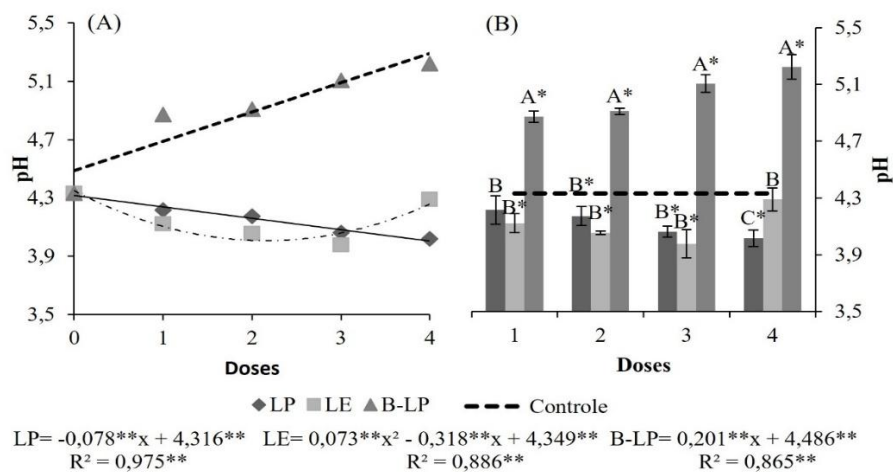 (A)
5,5
5,1
4,7
4,3
3,9
3,5
pH
0 1 2 3 4
Doses
(B)
A* A* A* A*
B B* B* B
B* B* B* C*
5,5
5,1
4,7
4,3
3,9
3,5
pH
1 2 3 4
Doses
LP LE B-LP Controle
LP= -0,078**x + 4,316** LE= 0,073**x² - 0,318**x + 4,349** B-LP= 0,201**x + 4,486**
R² = 0,975** R² = 0,886** R² = 0,865**